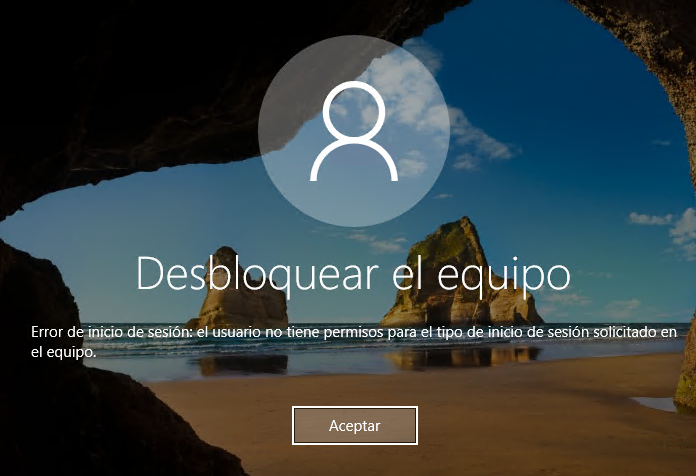 Desbloquear el equipo
Error de inicio de sesión: el usuario no tiene permisos para el tipo de inicio de sesión solicitado en
el equipo.
Aceptar